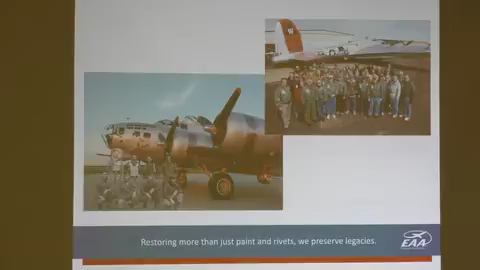 Restoring more than just paint and rivets, we preserve legacies.
EAA